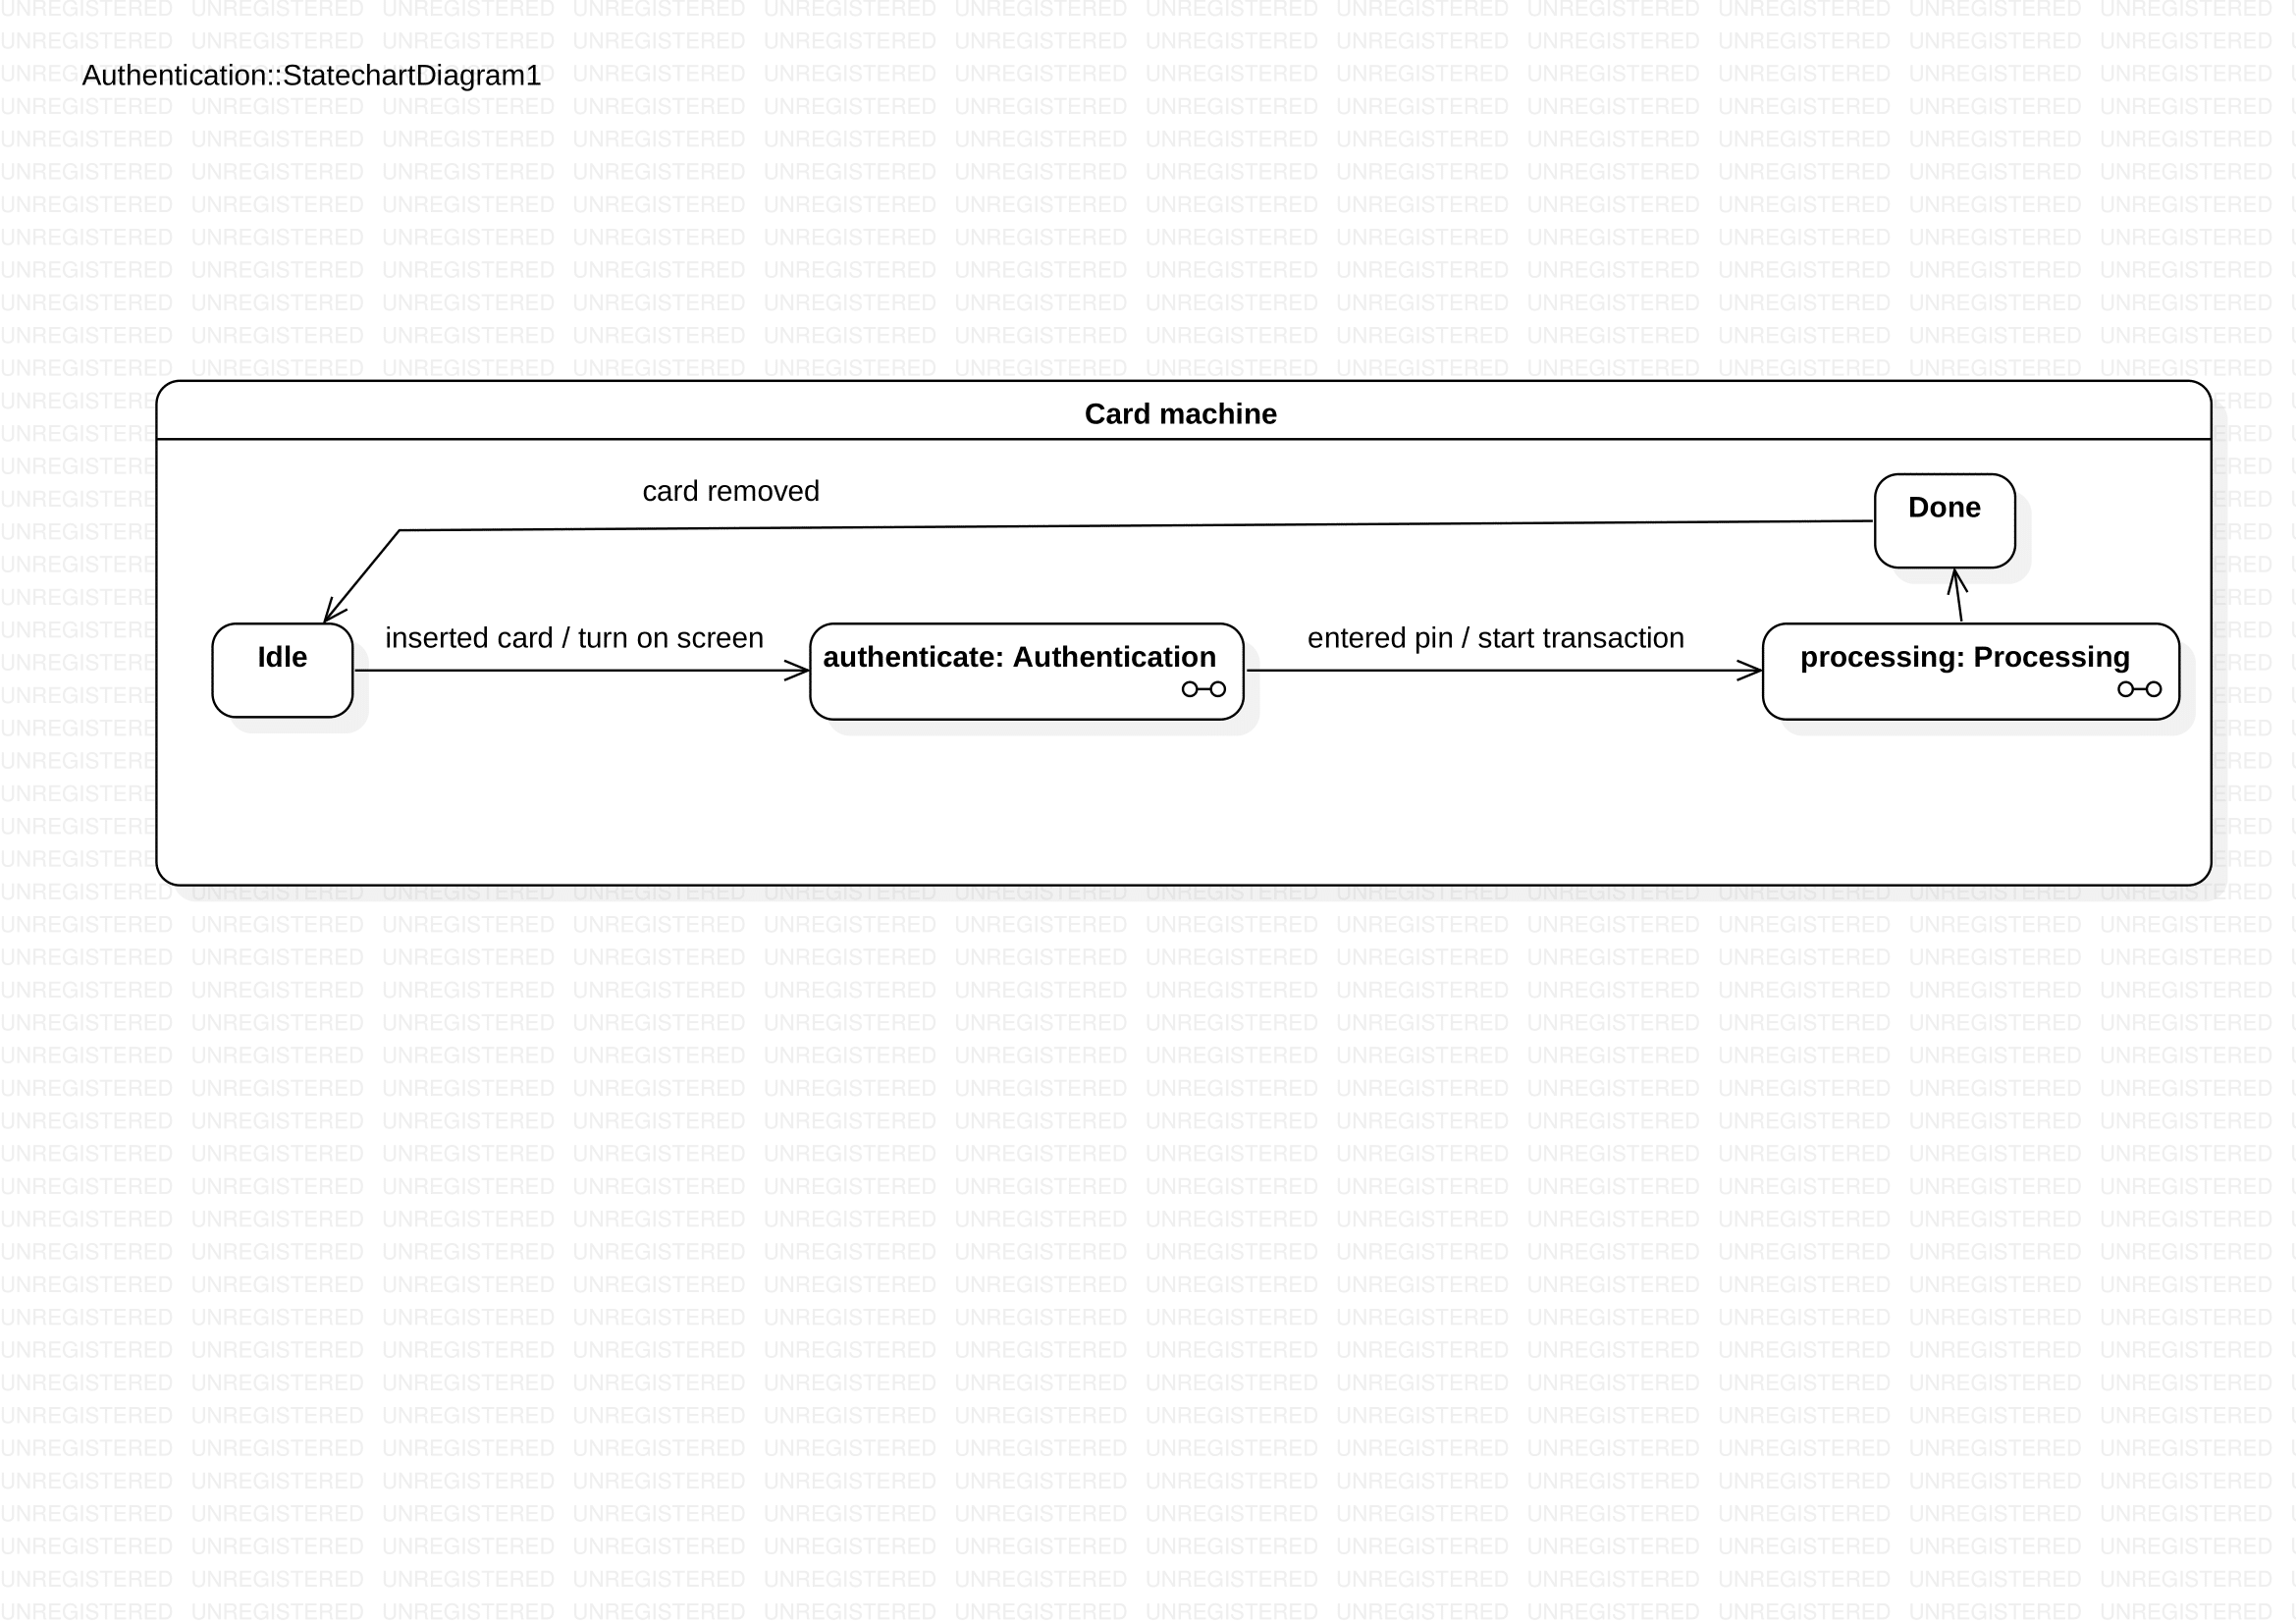 Authentication::StatechartDiagram1
Card machine
card removed
Done
Idle
inserted card / turn on screen
authenticate: Authentication
entered pin / start transaction
processing: Processing
UNREGISTERED